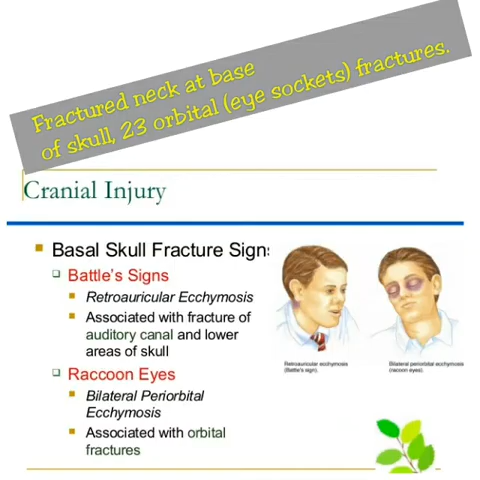 Fractured neck at base
of skull, 23 orbital (eye sockets) fractures.
Cranial Injury
Basal Skull Fracture Signs
Battle's Signs
Retroauricular Ecchymosis
Associated with fracture of
auditory canal and lower
areas of skull
Raccoon Eyes
Bilateral Periorbital
Ecchymosis
Associated with orbital
fractures
Retroauricular ecchymosis
(Battle's sign).
Bilateral periorbital ecchymosis
(raccoon eyes).